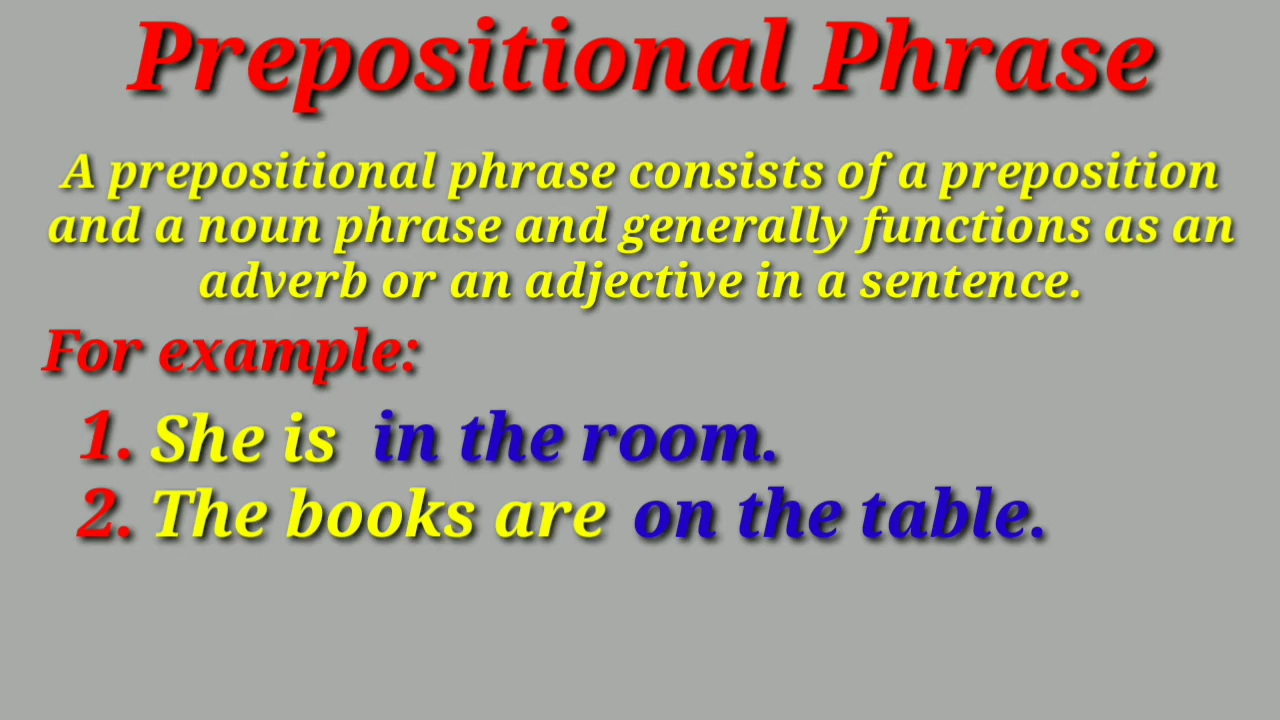 Prepositional Phrase
A prepositional phrase consists of a preposition
and a noun phrase and generally functions as an
adverb or an adjective in a sentence.
For example:
1. She is in the room.
2. The books are on the table.